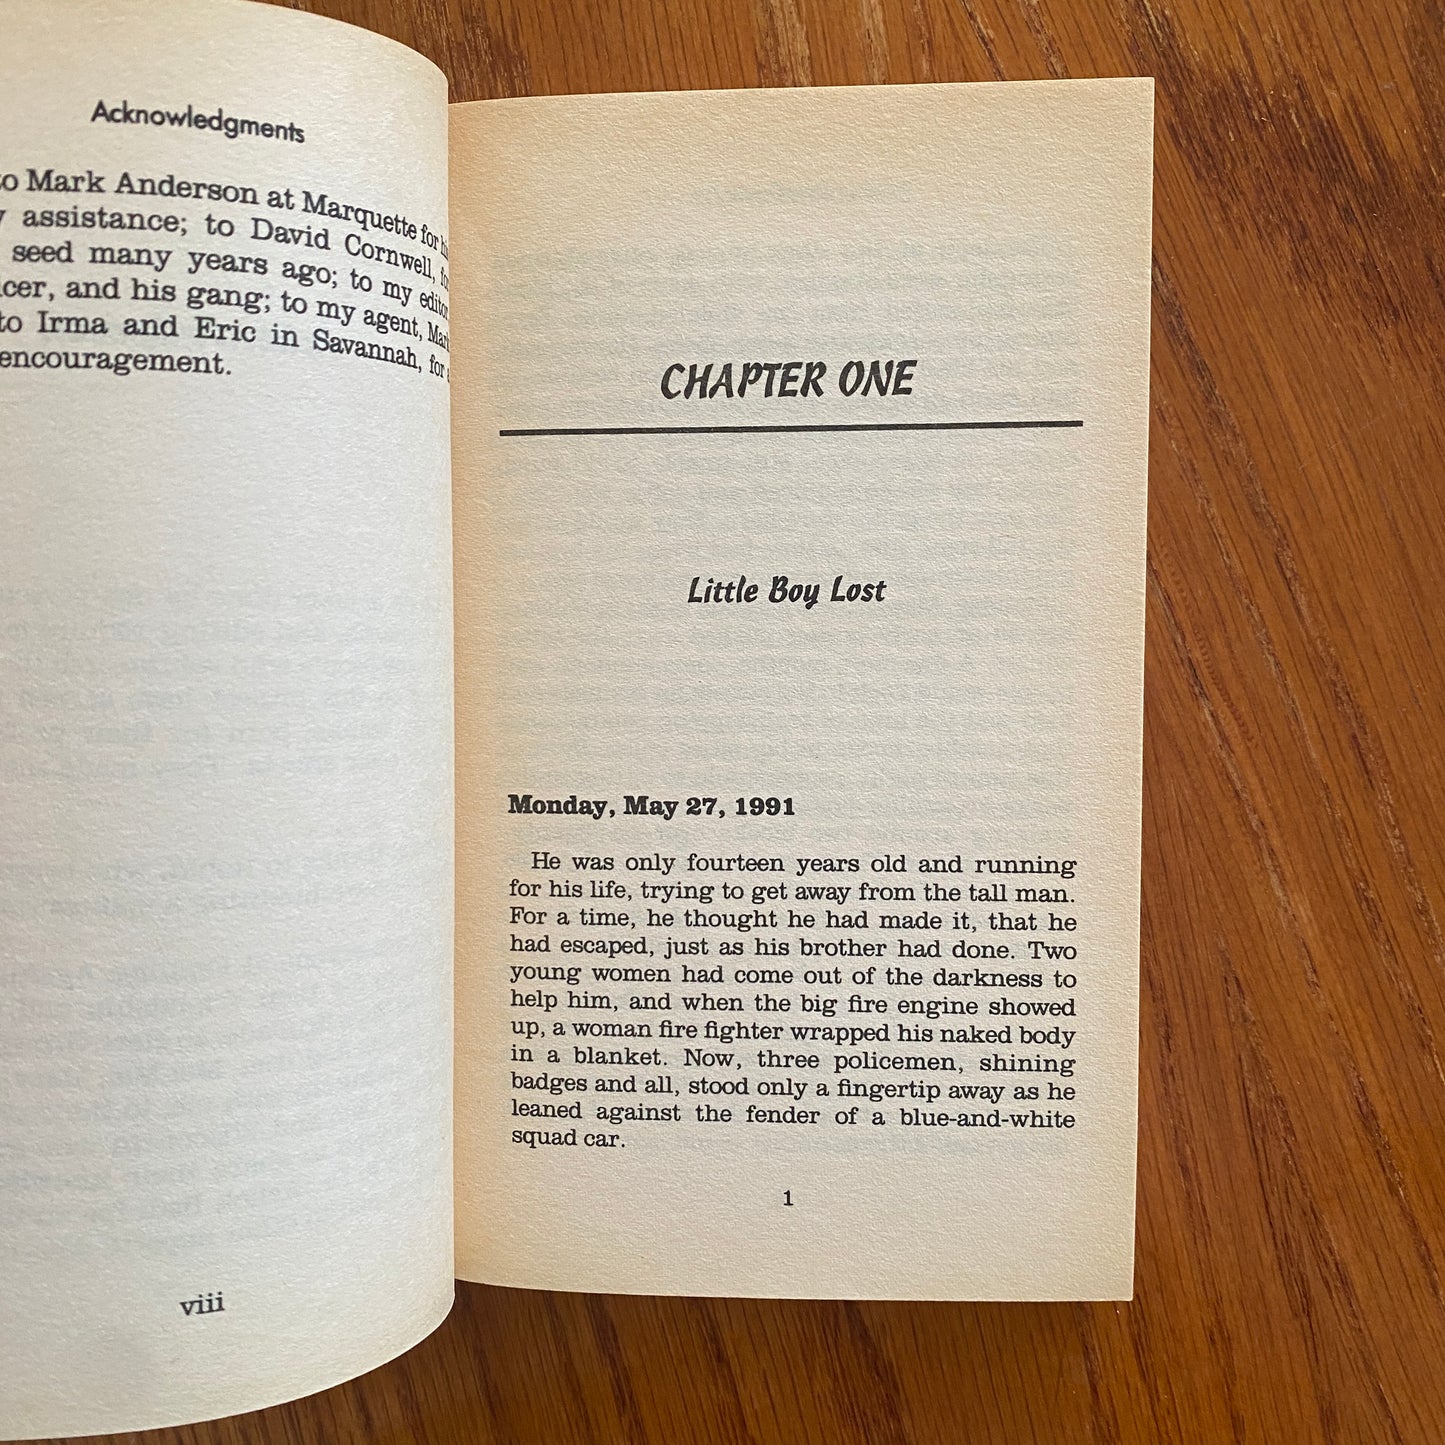 Acknowledgments
to Mark Anderson at Marquette for
assistance; to David Cornwell,
seed many years ago; to my editor
and his gang; to my agent,
to Irma and Eric in Savannah, for
encouragement.
viii
CHAPTER ONE
Little Boy Lost
Monday, May 27, 1991
He was only fourteen years old and running
for his life, trying to get away from the tall man.
For a time, he thought he had made it, that he
had escaped, just as his brother had done. Two
young women had come out of the darkness to
help him, and when the big fire engine showed
up, a woman fire fighter wrapped his naked body
in a blanket. Now, three policemen, shining
badges and all, stood only a fingertip away as he
leaned against the fender of a blue-and-white
squad car.
1